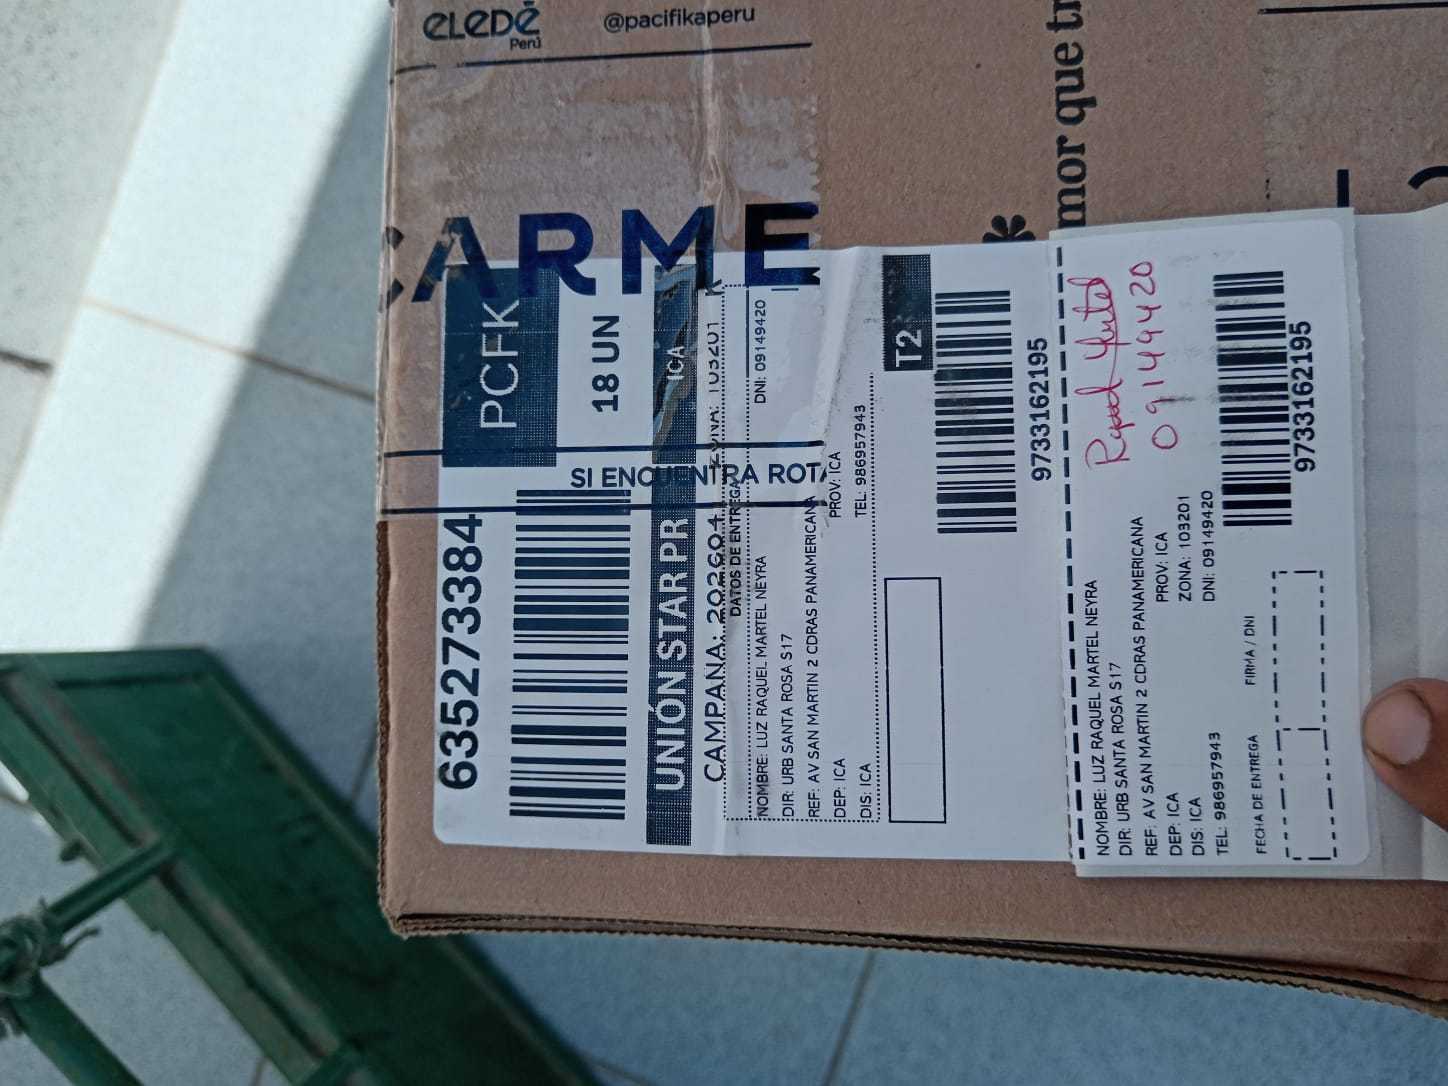 eLeDé
Perú
@pacifikaperu
mor que tr
CARME
SI ENCUENTRA ROTA
PCFK
18 UN
6352733384
UNIÓN STAR PR
ICA
CAMPAÑA: 202604
ZONA: 103201
DATOS DE ENTREGA
NOMBRE: LUZ RAQUEL MARTEL NEYRA
DNI: 09149420
DIR: URB SANTA ROSA S17
REF: AV SAN MARTIN 2 CDRAS PANAMERICANA
DEP: ICA
PROV: ICA
DIS: ICA
TEL: 986957943
T2
9733162195
NOMBRE: LUZ RAQUEL MARTEL NEYRA
DIR: URB SANTA ROSA S17
REF: AV SAN MARTIN 2 CDRAS PANAMERICANA
DEP: ICA
PROV: ICA
DIS: ICA
ZONA: 103201
TEL: 986957943
DNI: 09149420
09149420
9733162195
FECHA DE ENTREGA
FIRMA / DNI